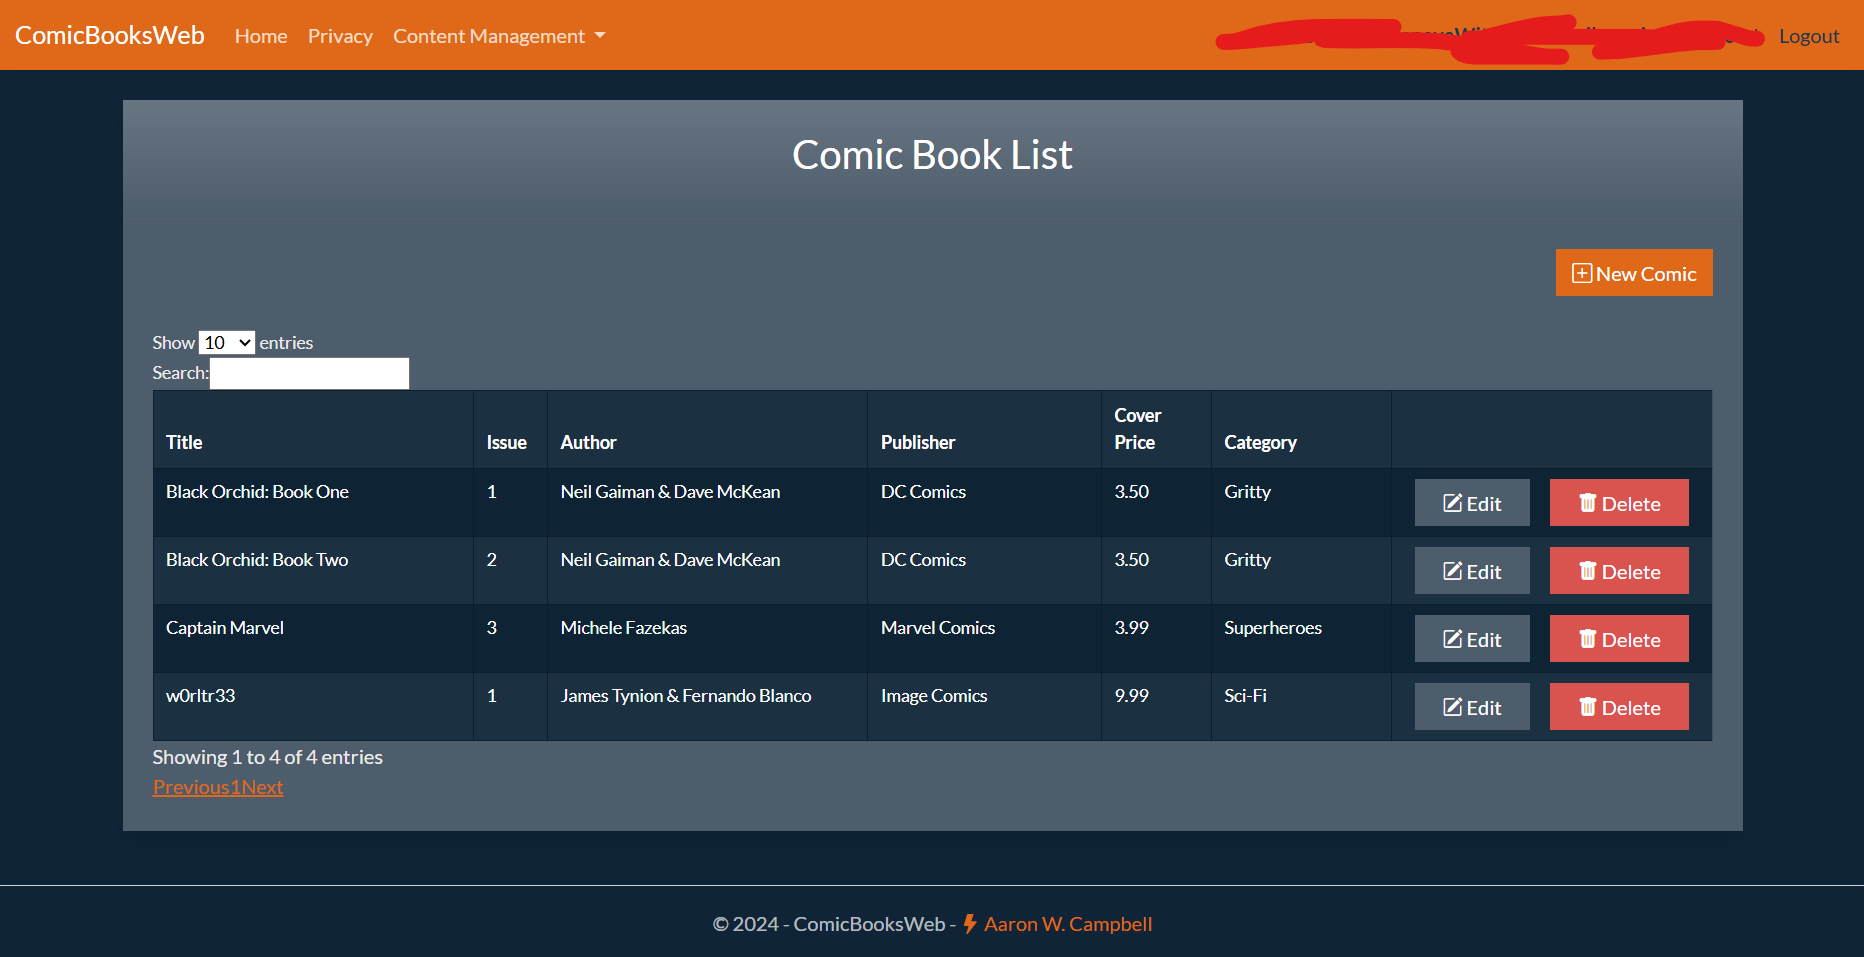 ComicBooksWeb Home Privacy Content Management Logout
Comic Book List
New Comic
Show 10 entries
Search:
Title Issue Author Publisher Cover Price Category
Black Orchid: Book One 1 Neil Gaiman & Dave McKean DC Comics 3.50 Gritty Edit Delete
Black Orchid: Book Two 2 Neil Gaiman & Dave McKean DC Comics 3.50 Gritty Edit Delete
Captain Marvel 3 Michele Fazekas Marvel Comics 3.99 Superheroes Edit Delete
w0rltr33 1 James Tynion & Fernando Blanco Image Comics 9.99 Sci-Fi Edit Delete
Showing 1 to 4 of 4 entries
Previous1Next
© 2024 - ComicBooksWeb - Aaron W. Campbell